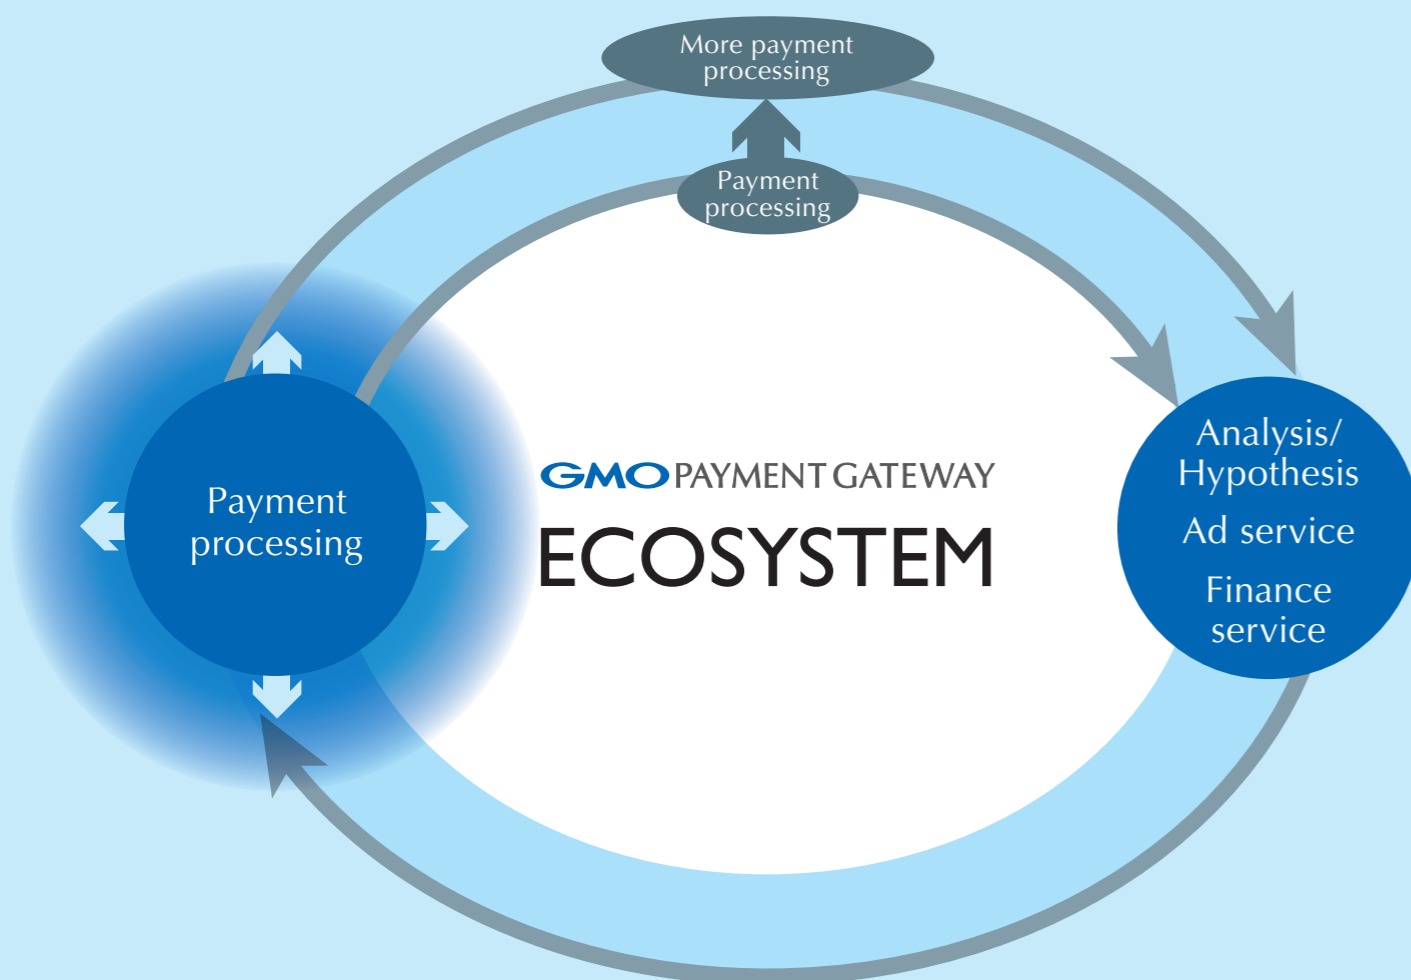 More payment
processing
Payment
processing
Payment
processing
GMO PAYMENT GATEWAY
ECOSYSTEM
Analysis/
Hypothesis
Ad service
Finance
service